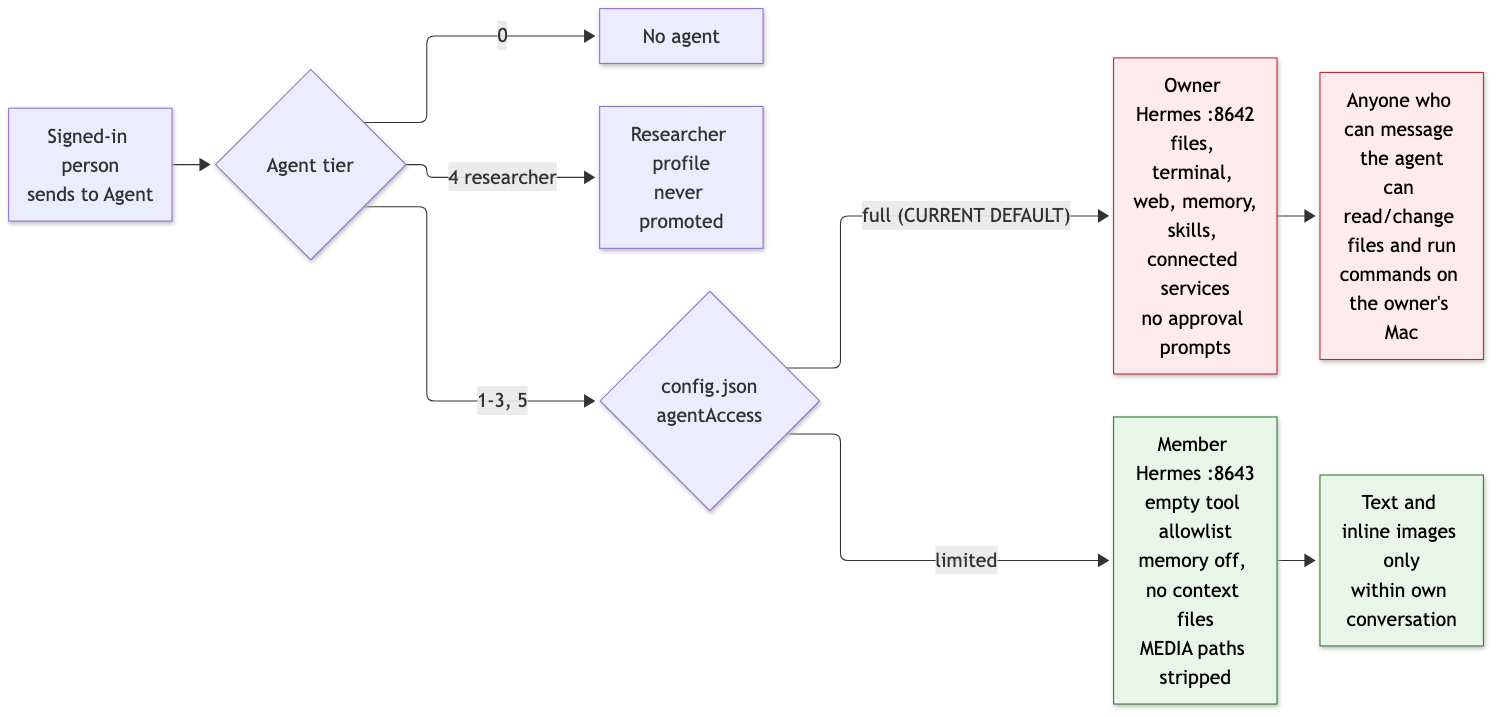 Signed-in
person
sends to Agent
Agent tier
0
No agent
4 researcher
Researcher
profile
never
promoted
1-3, 5
config.json
agentAccess
full (CURRENT DEFAULT)
Owner
Hermes :8642
files,
terminal,
web, memory,
skills,
connected
services
no approval
prompts
Anyone who
can message
the agent
can
read/change
files and run
commands on
the owner's
Mac
limited
Member
Hermes :8643
empty tool
allowlist
memory off,
no context
files
MEDIA paths
stripped
Text and
inline images
only
within own
conversation